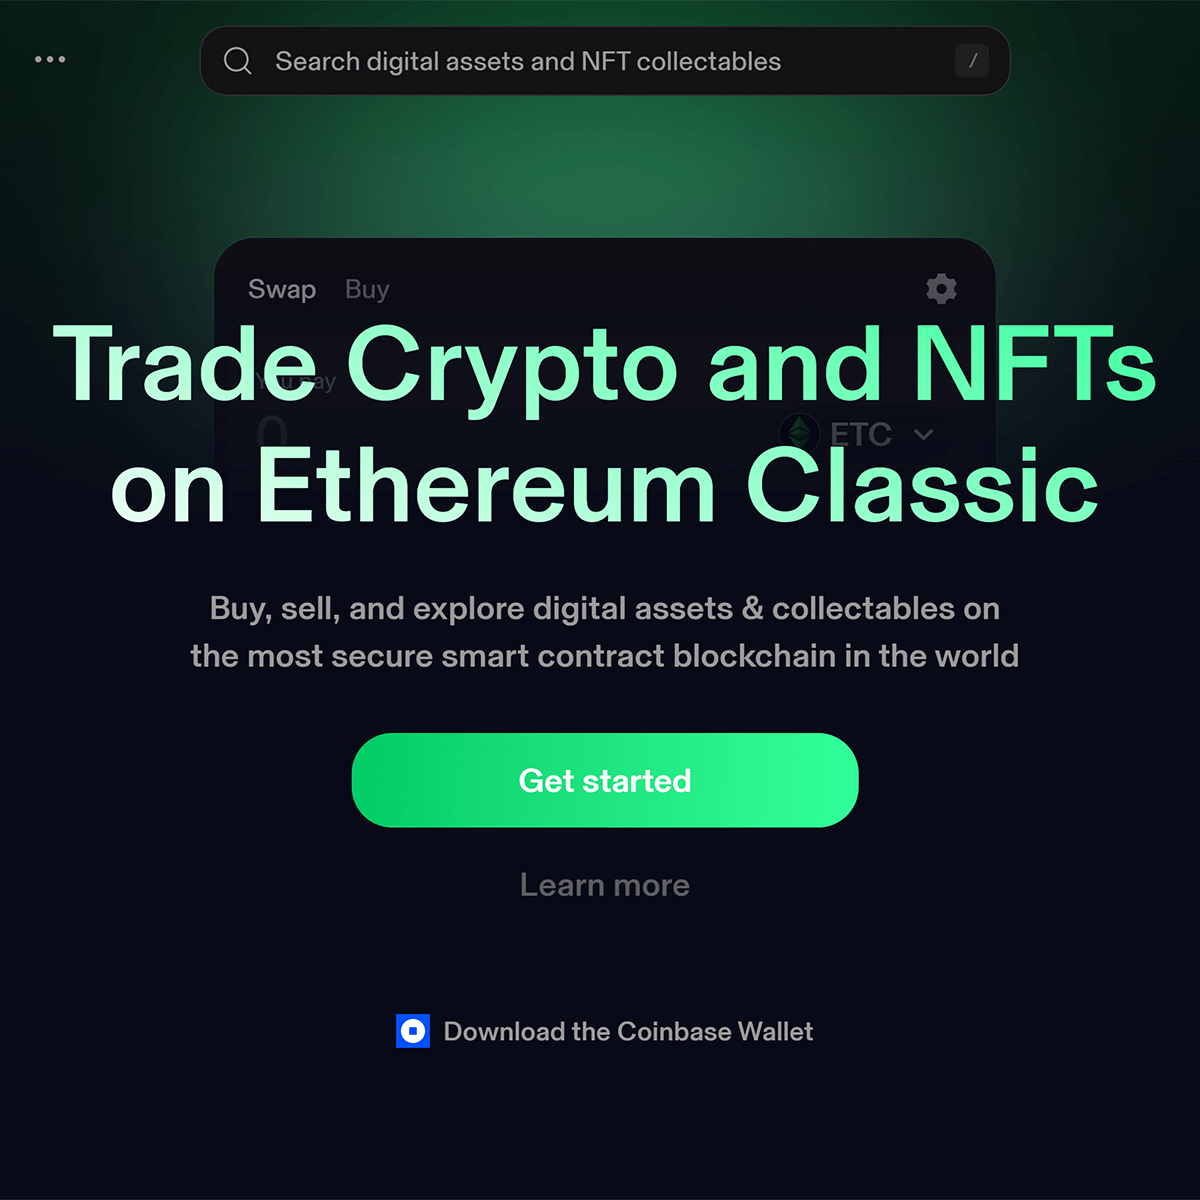 Search digital assets and NFT collectables /
Swap Buy
Trade Crypto and NFTs
You pay
0 ETC
on Ethereum Classic
Buy, sell, and explore digital assets & collectables on
the most secure smart contract blockchain in the world
Get started
Learn more
Download the Coinbase Wallet